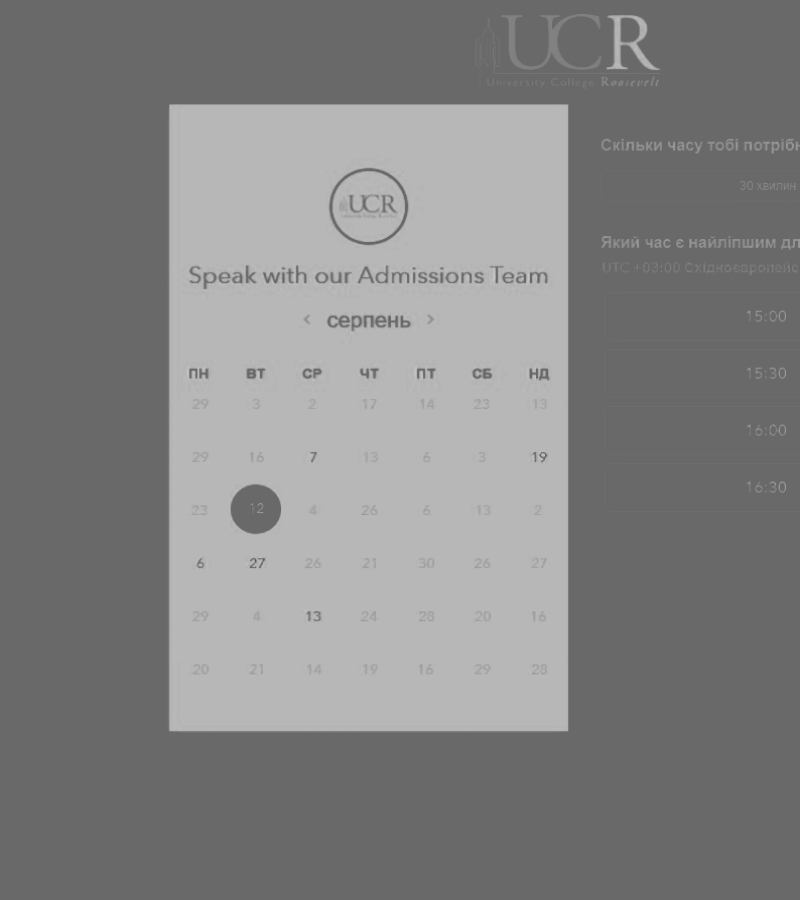 UCR
University College Roosevelt
UCR
Speak with our Admissions Team
‹ серпень ›
ПН ВТ СР ЧТ ПТ СБ НД
29 3 2 17 14 23 13
29 16 7 13 6 3 19
23 12 4 26 6 13 2
6 27 26 21 30 26 27
29 4 13 24 28 20 16
20 21 14 19 16 29 28
Скільки часу тобі потріб
30 хвилин
Який час є найліпшим дл
UTC +03:00 Східноєвропейс
15:00
15:30
16:00
16:30